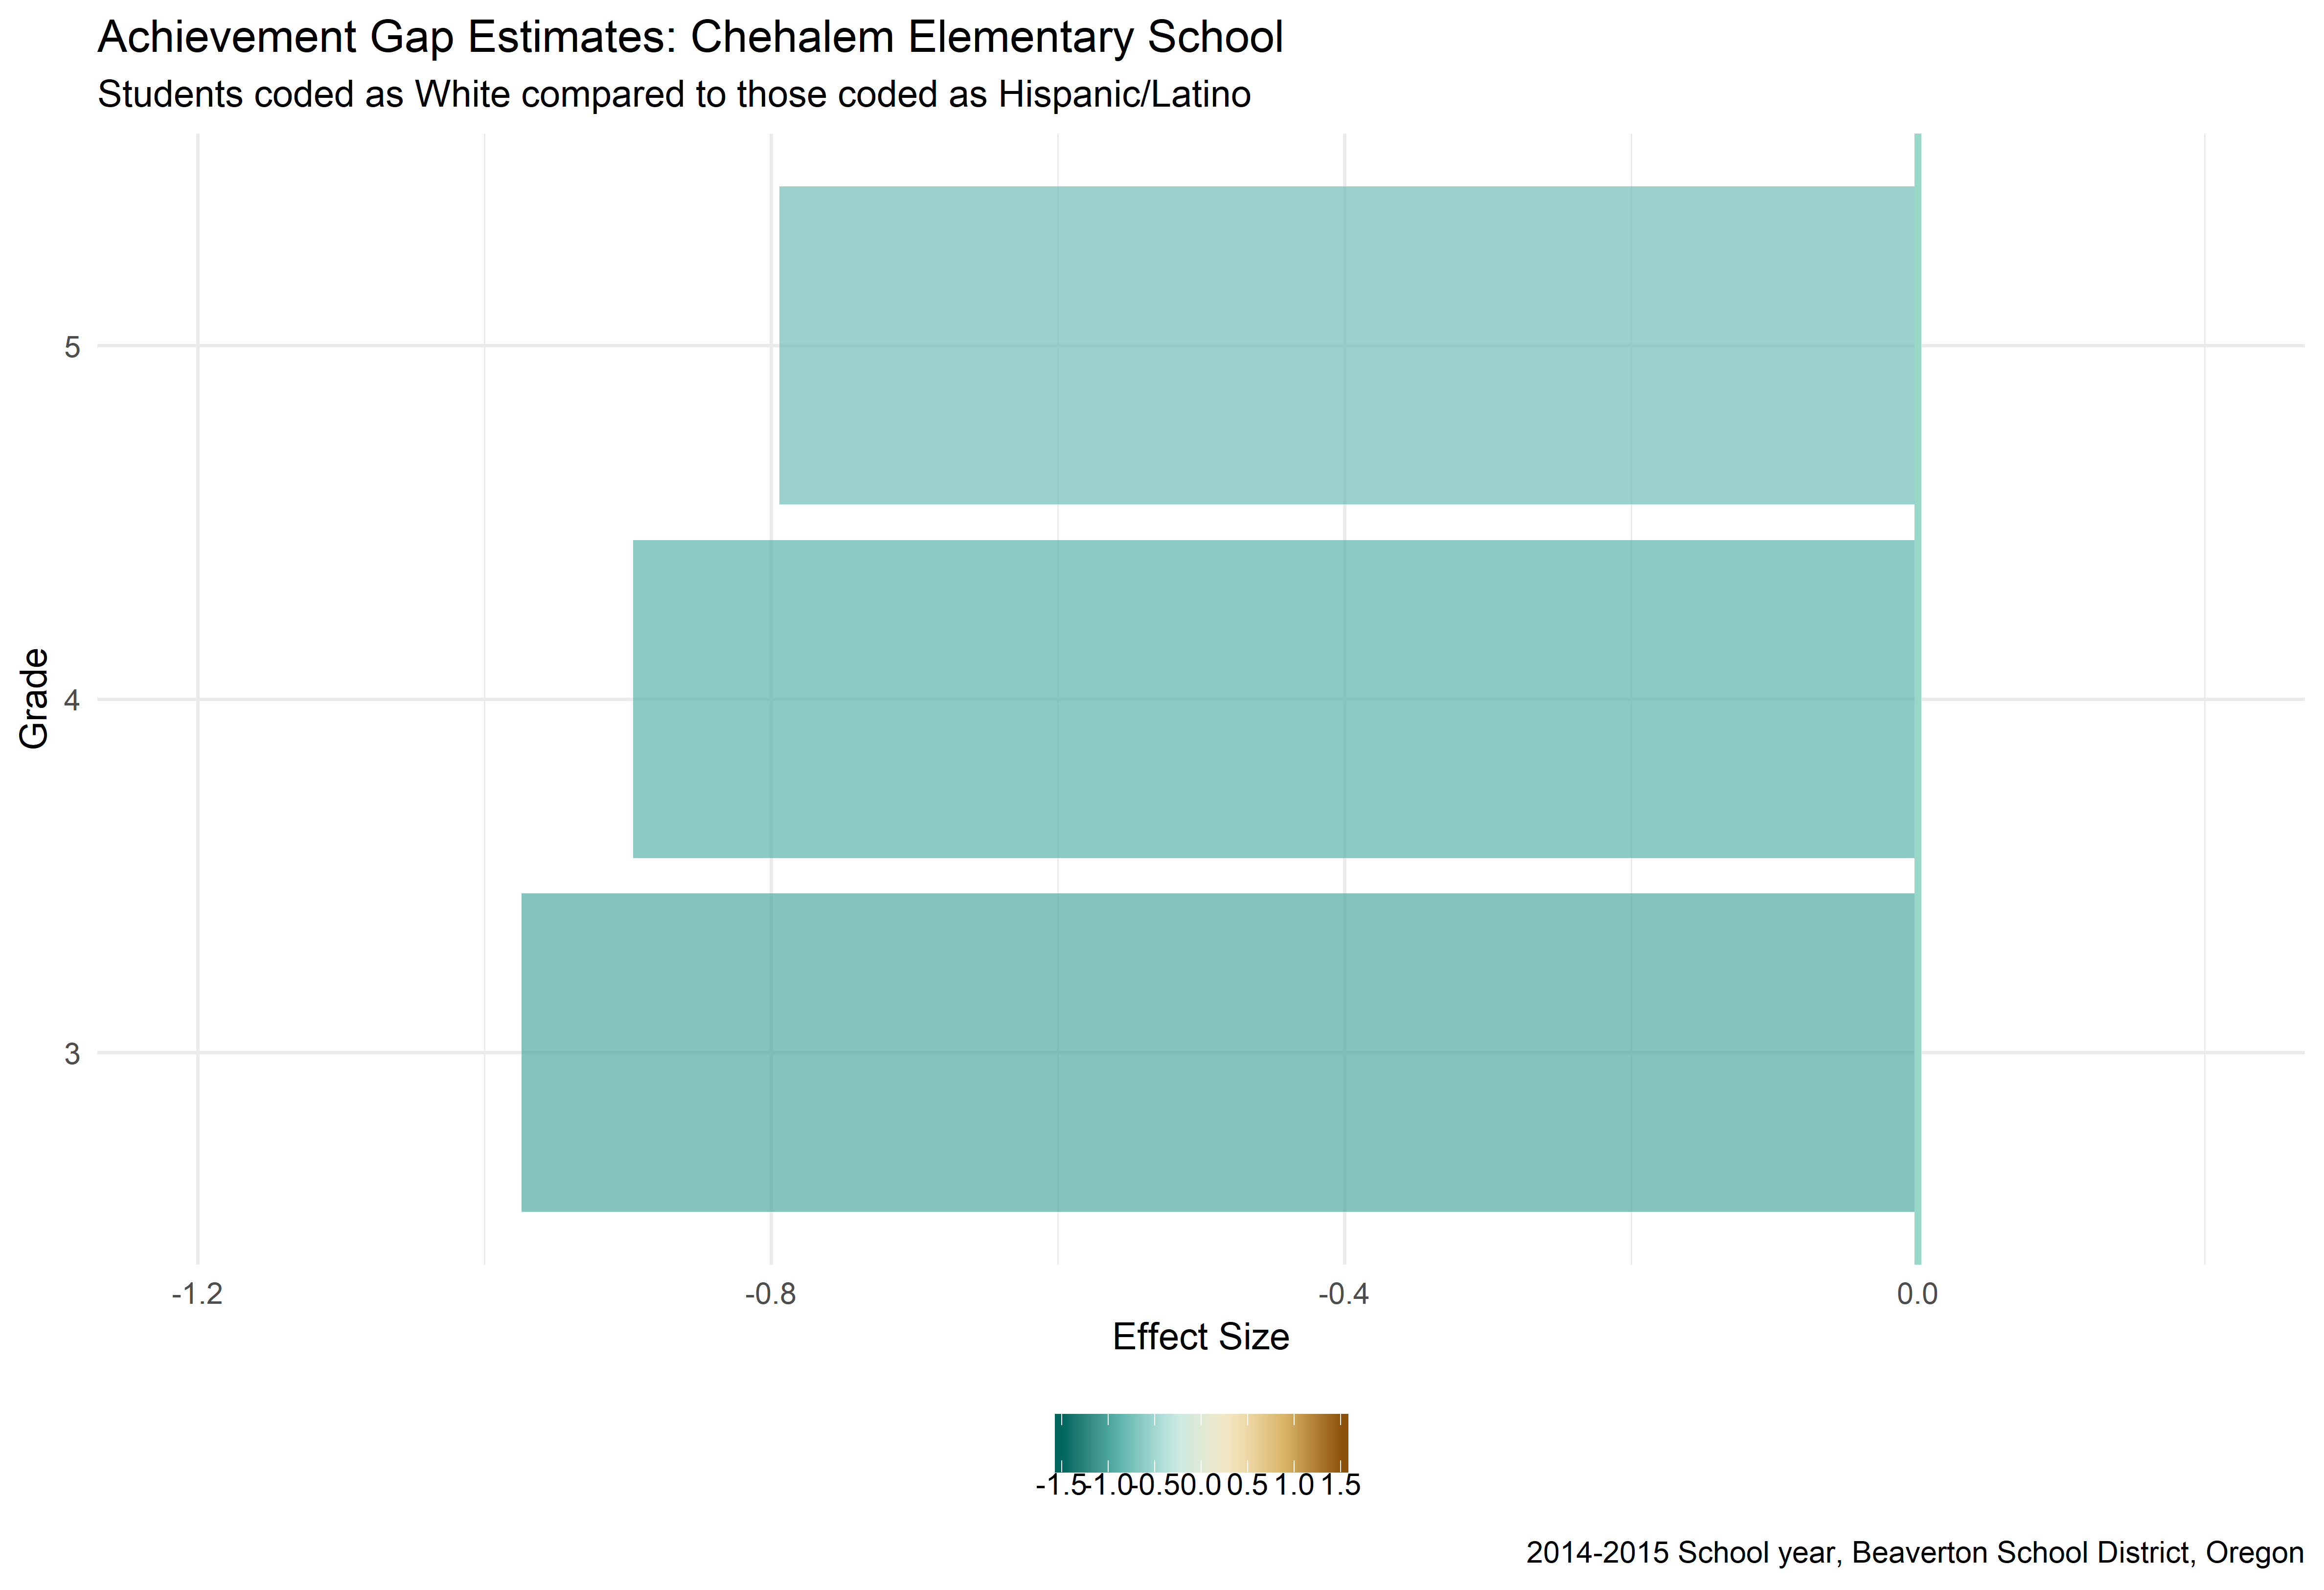 Achievement Gap Estimates: Chehalem Elementary School
Students coded as White compared to those coded as Hispanic/Latino
5
4
3
Grade
-1.2 -0.8 -0.4 0.0
Effect Size
-1.5 -1.0 -0.5 0.0 0.5 1.0 1.5
2014-2015 School year, Beaverton School District, Oregon